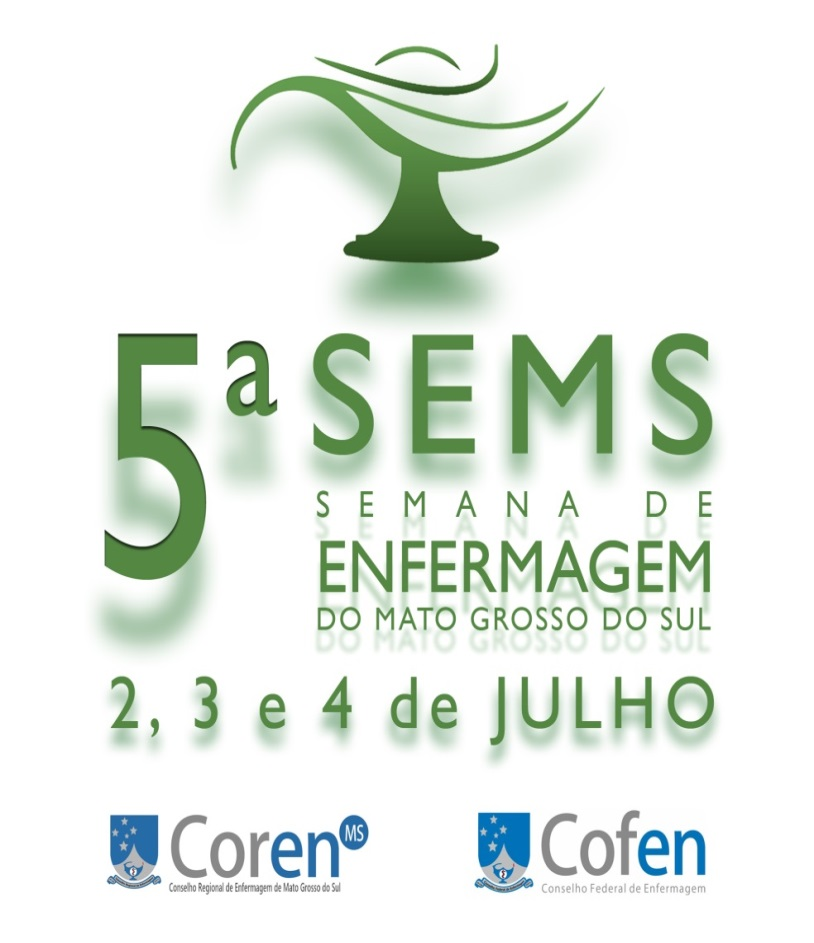 5ª SEMS
SEMANA DE
ENFERMAGEM
DO MATO GROSSO DO SUL
2, 3 e 4 de JULHO
Coren MS
Conselho Regional de Enfermagem de Mato Grosso do Sul
Cofen
Conselho Federal de Enfermagem